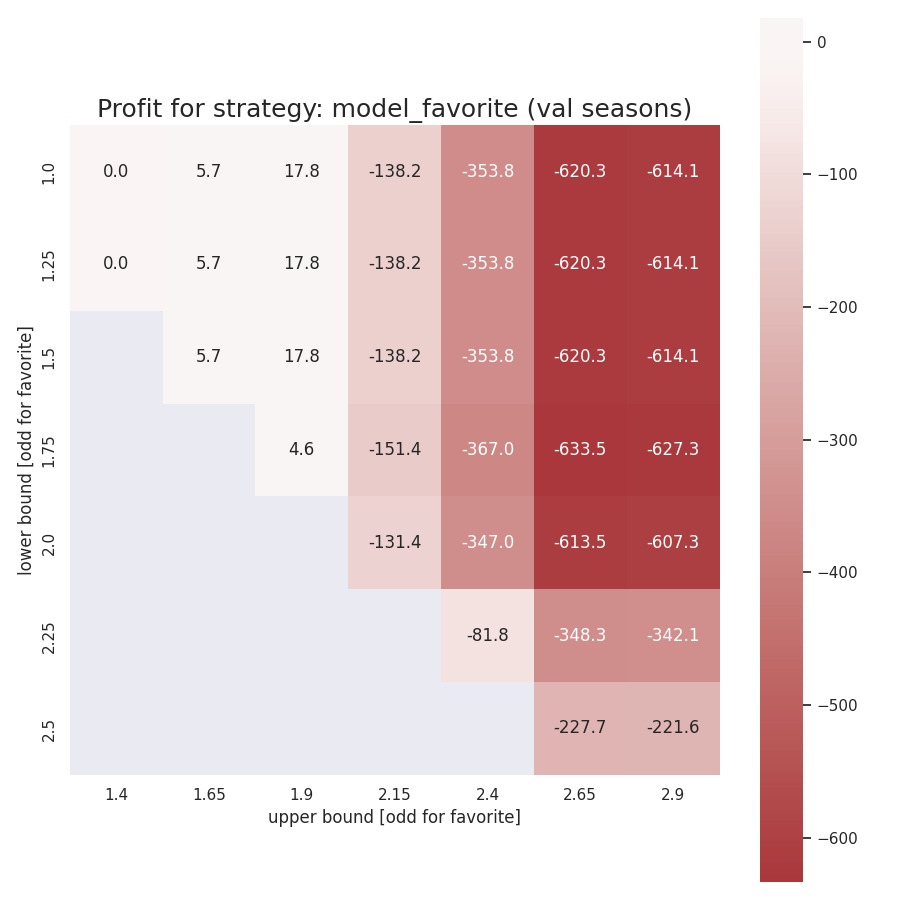 Profit for strategy: model_favorite (val seasons)
1.0 0.0 5.7 17.8 -138.2 -353.8 -620.3 -614.1
1.25 0.0 5.7 17.8 -138.2 -353.8 -620.3 -614.1
1.5 5.7 17.8 -138.2 -353.8 -620.3 -614.1
1.75 4.6 -151.4 -367.0 -633.5 -627.3
2.0 -131.4 -347.0 -613.5 -607.3
2.25 -81.8 -348.3 -342.1
2.5 -227.7 -221.6
1.4 1.65 1.9 2.15 2.4 2.65 2.9
upper bound [odd for favorite]
lower bound [odd for favorite]
0
−100
−200
−300
−400
−500
−600